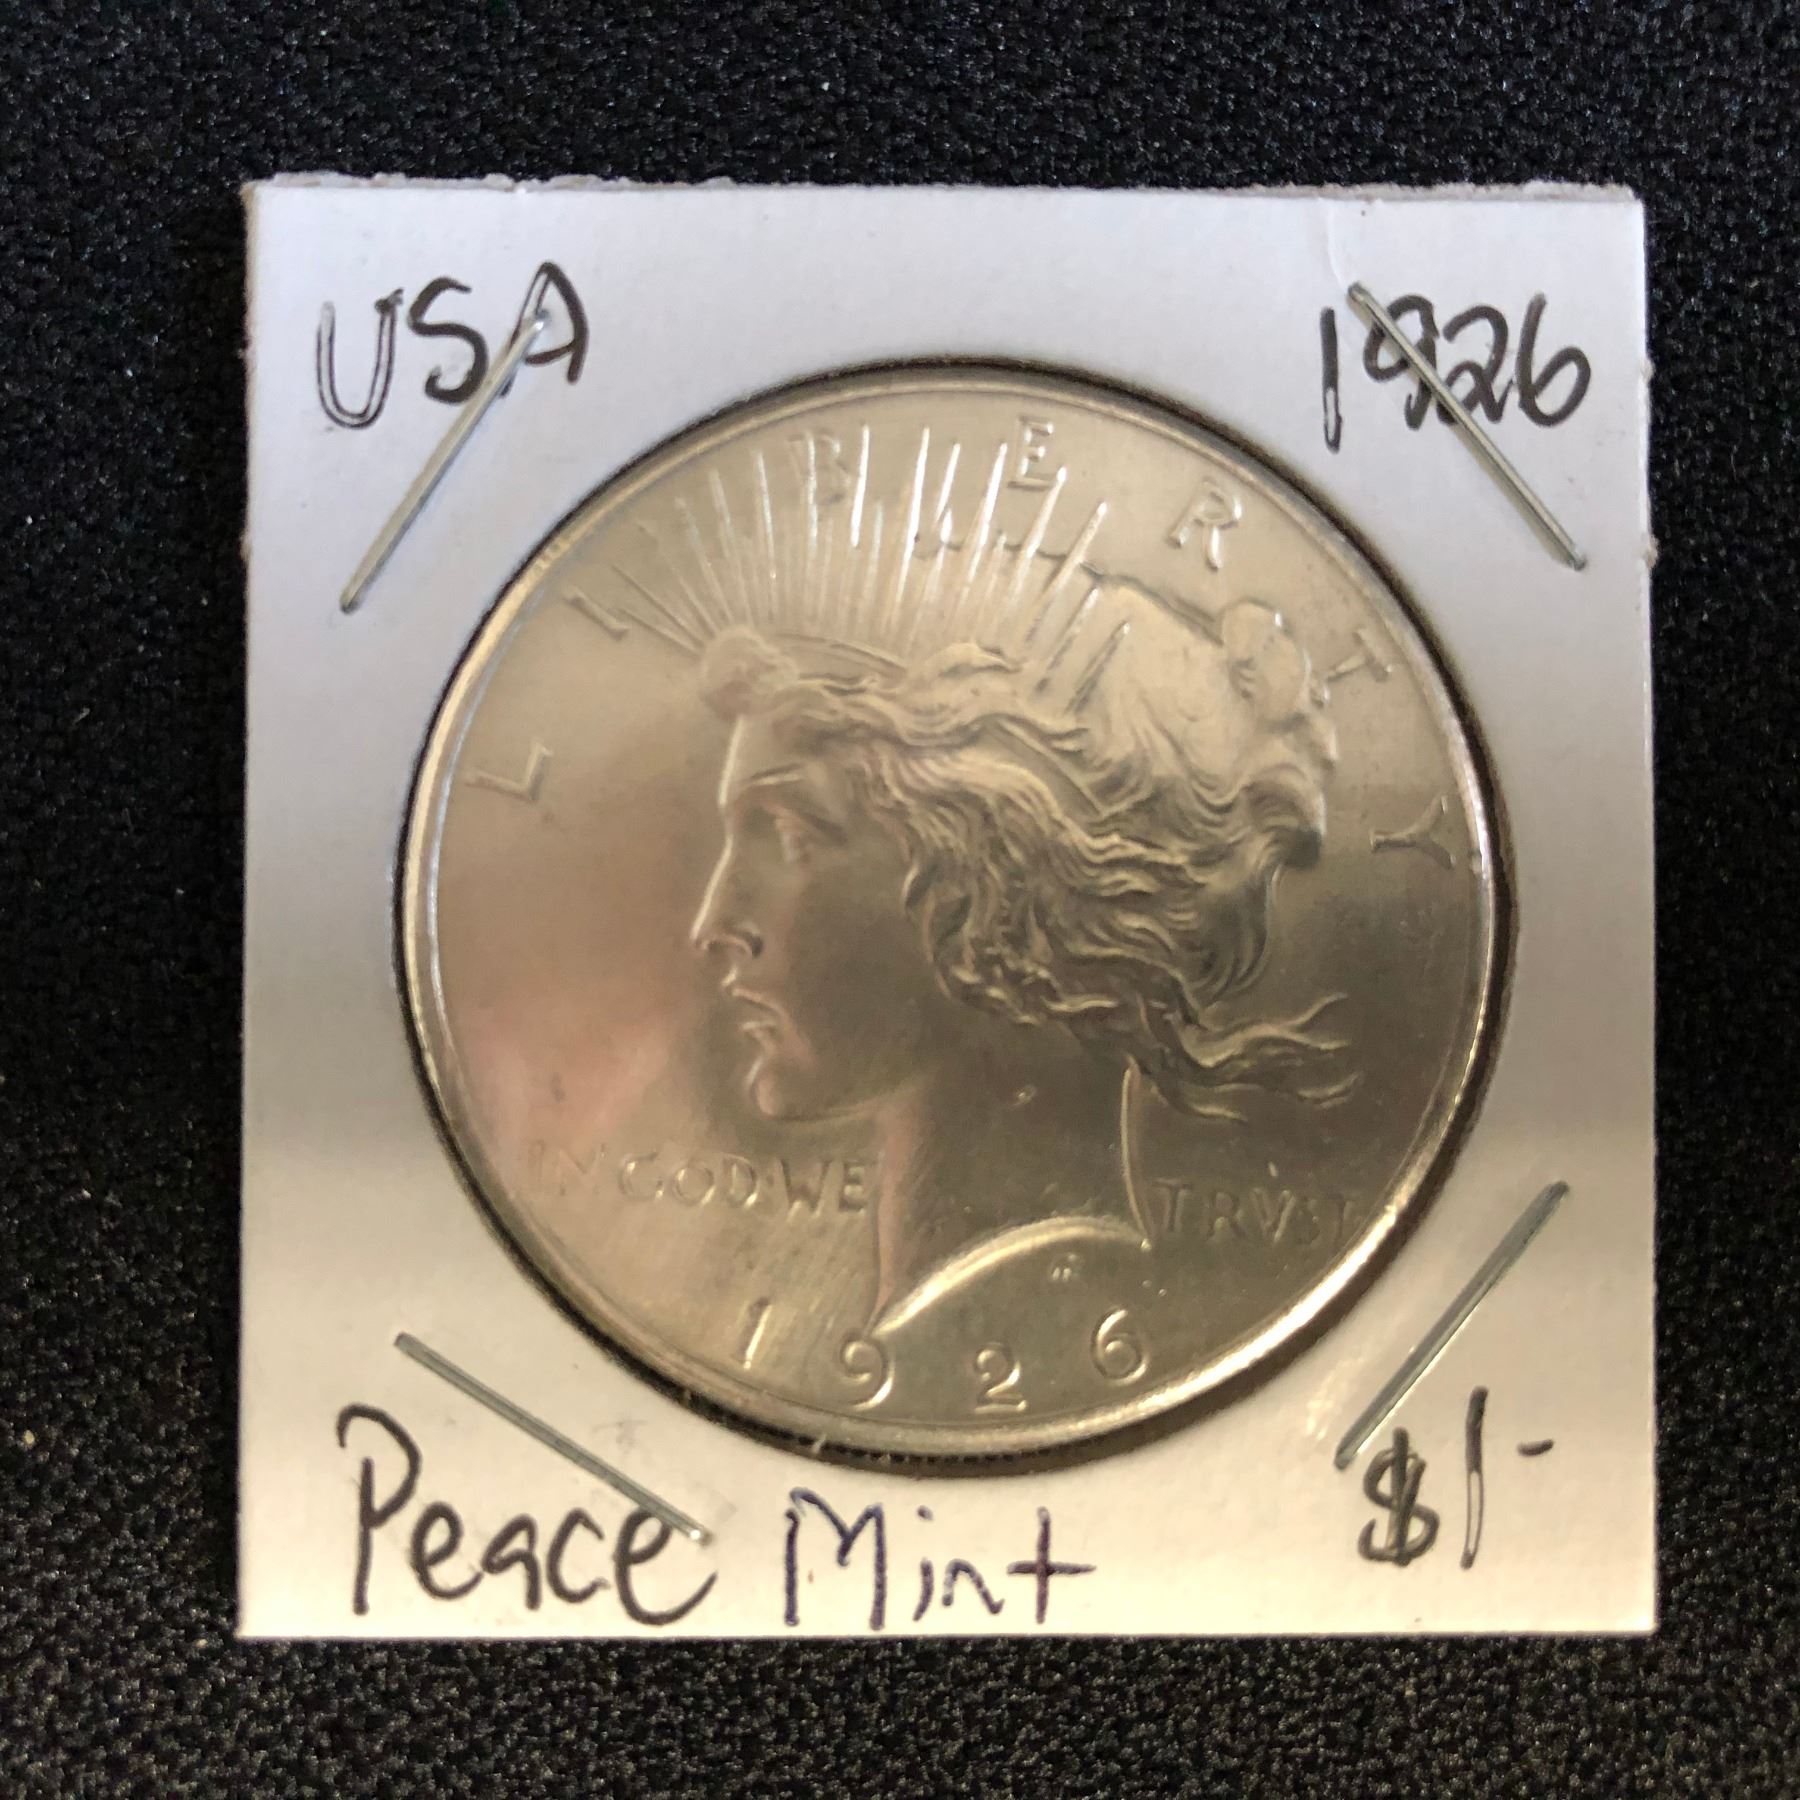 USA 1926
LIBERTY
IN GOD WE TRVST
1926
Peace Mint $1-